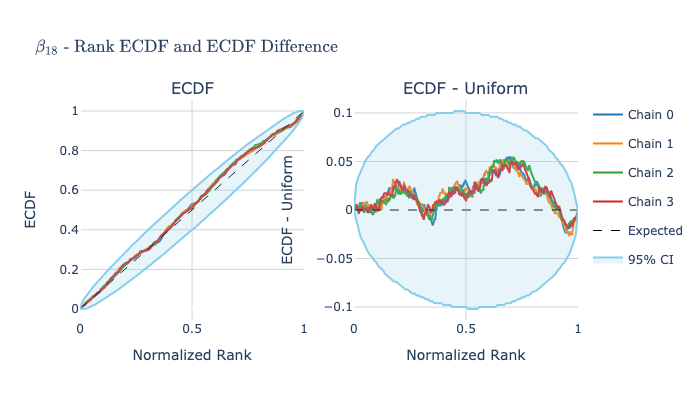 β₁₈ - Rank ECDF and ECDF Difference
ECDF
ECDF - Uniform
1
0.8
0.6
0.4
0.2
0
ECDF
0
0.5
1
Normalized Rank
0.1
0.05
0
−0.05
−0.1
ECDF - Uniform
0
0.5
1
Normalized Rank
Chain 0
Chain 1
Chain 2
Chain 3
Expected
95% CI